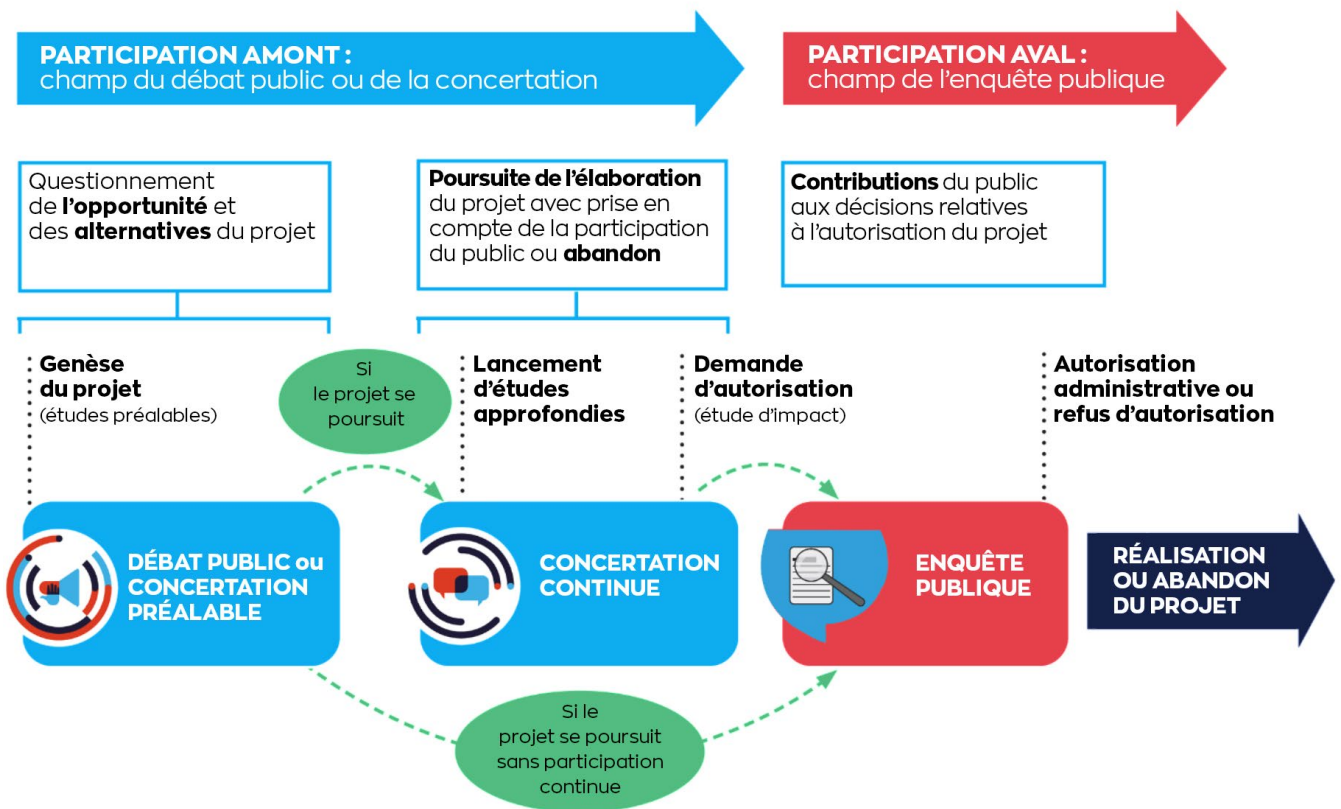 PARTICIPATION AMONT :
champ du débat public ou de la concertation
PARTICIPATION AVAL :
champ de l’enquête publique
Questionnement
de l’opportunité et
des alternatives du projet
Poursuite de l’élaboration
du projet avec prise en
compte de la participation
du public ou abandon
Contributions du public
aux décisions relatives
à l’autorisation du projet
Genèse
du projet
(études préalables)
Si
le projet se
poursuit
Lancement
d’études
approfondies
Demande
d’autorisation
(étude d’impact)
Autorisation
administrative ou
refus d’autorisation
DÉBAT PUBLIC ou
CONCERTATION
PRÉALABLE
CONCERTATION
CONTINUE
ENQUÊTE
PUBLIQUE
RÉALISATION
OU ABANDON
DU PROJET
Si le
projet se poursuit
sans participation
continue